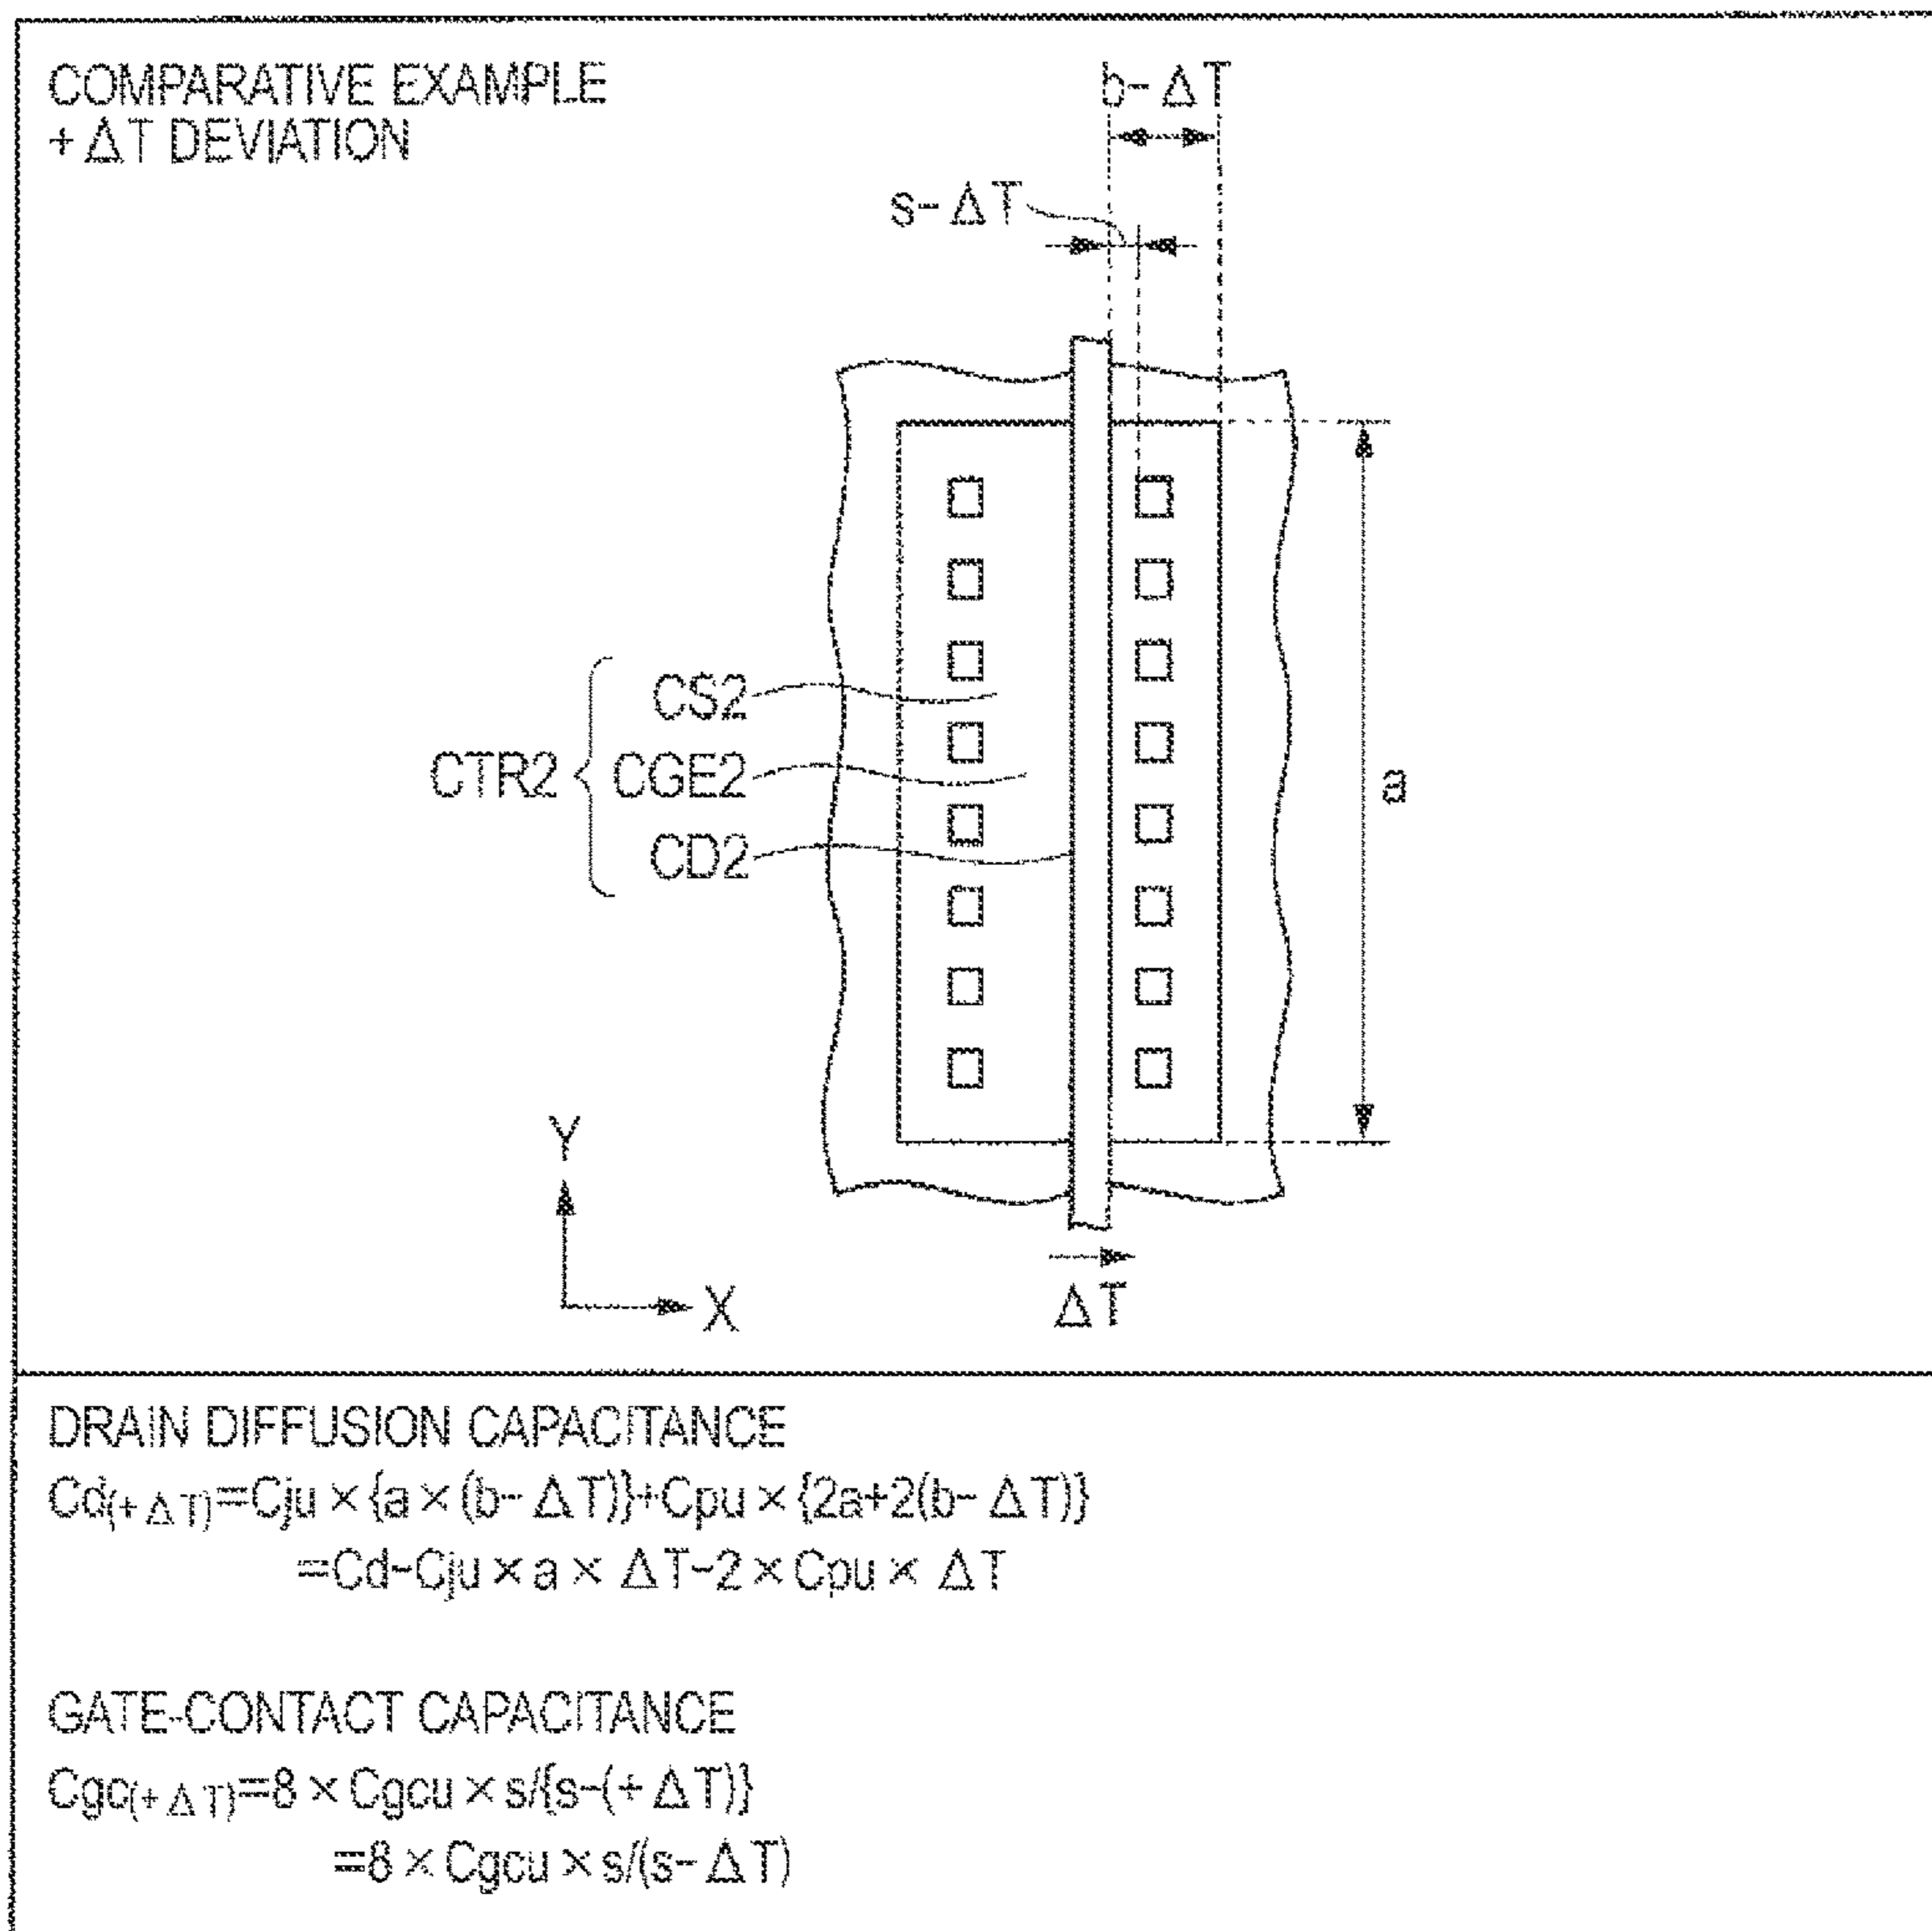 COMPARATIVE EXAMPLE
+ΔT DEVIATION
b-ΔT
s-ΔT
CTR2
CS2
CGE2
CD2
a
Y
X
ΔT
DRAIN DIFFUSION CAPACITANCE
Cd(+ΔT)=Cju×{a×(b-ΔT)}+Cpu×{2a+2(b-ΔT)}
=Cd-Cju×a×ΔT-2×Cpu×ΔT
GATE-CONTACT CAPACITANCE
Cgc(+ΔT)=8×Cgcu×s/{s-(+ΔT)}
=8×Cgcu×s/(s-ΔT)